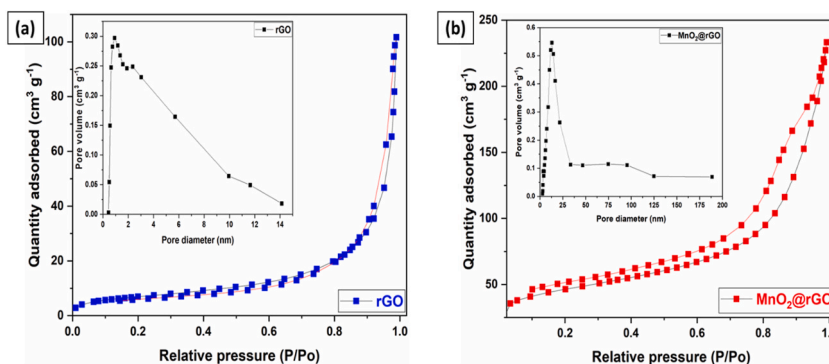 (a)
Quantity adsorbed (cm³ g⁻¹)
100
80
60
40
20
0
0.0 0.2 0.4 0.6 0.8 1.0
Relative pressure (P/Po)
rGO
Pore volume (cm³ g⁻¹)
0.30
0.25
0.20
0.15
0.10
0.05
0.00
0 2 4 6 8 10 12 14
Pore diameter (nm)
rGO
(b)
Quantity adsorbed (cm³ g⁻¹)
250
200
150
100
50
0.2 0.4 0.6 0.8 1.0
Relative pressure (P/Po)
MnO₂@rGO
Pore volume (cm³ g⁻¹)
0.6
0.5
0.4
0.3
0.2
0.1
0.0
0 25 50 75 100 125 150 175 200
Pore diameter (nm)
MnO₂@rGO